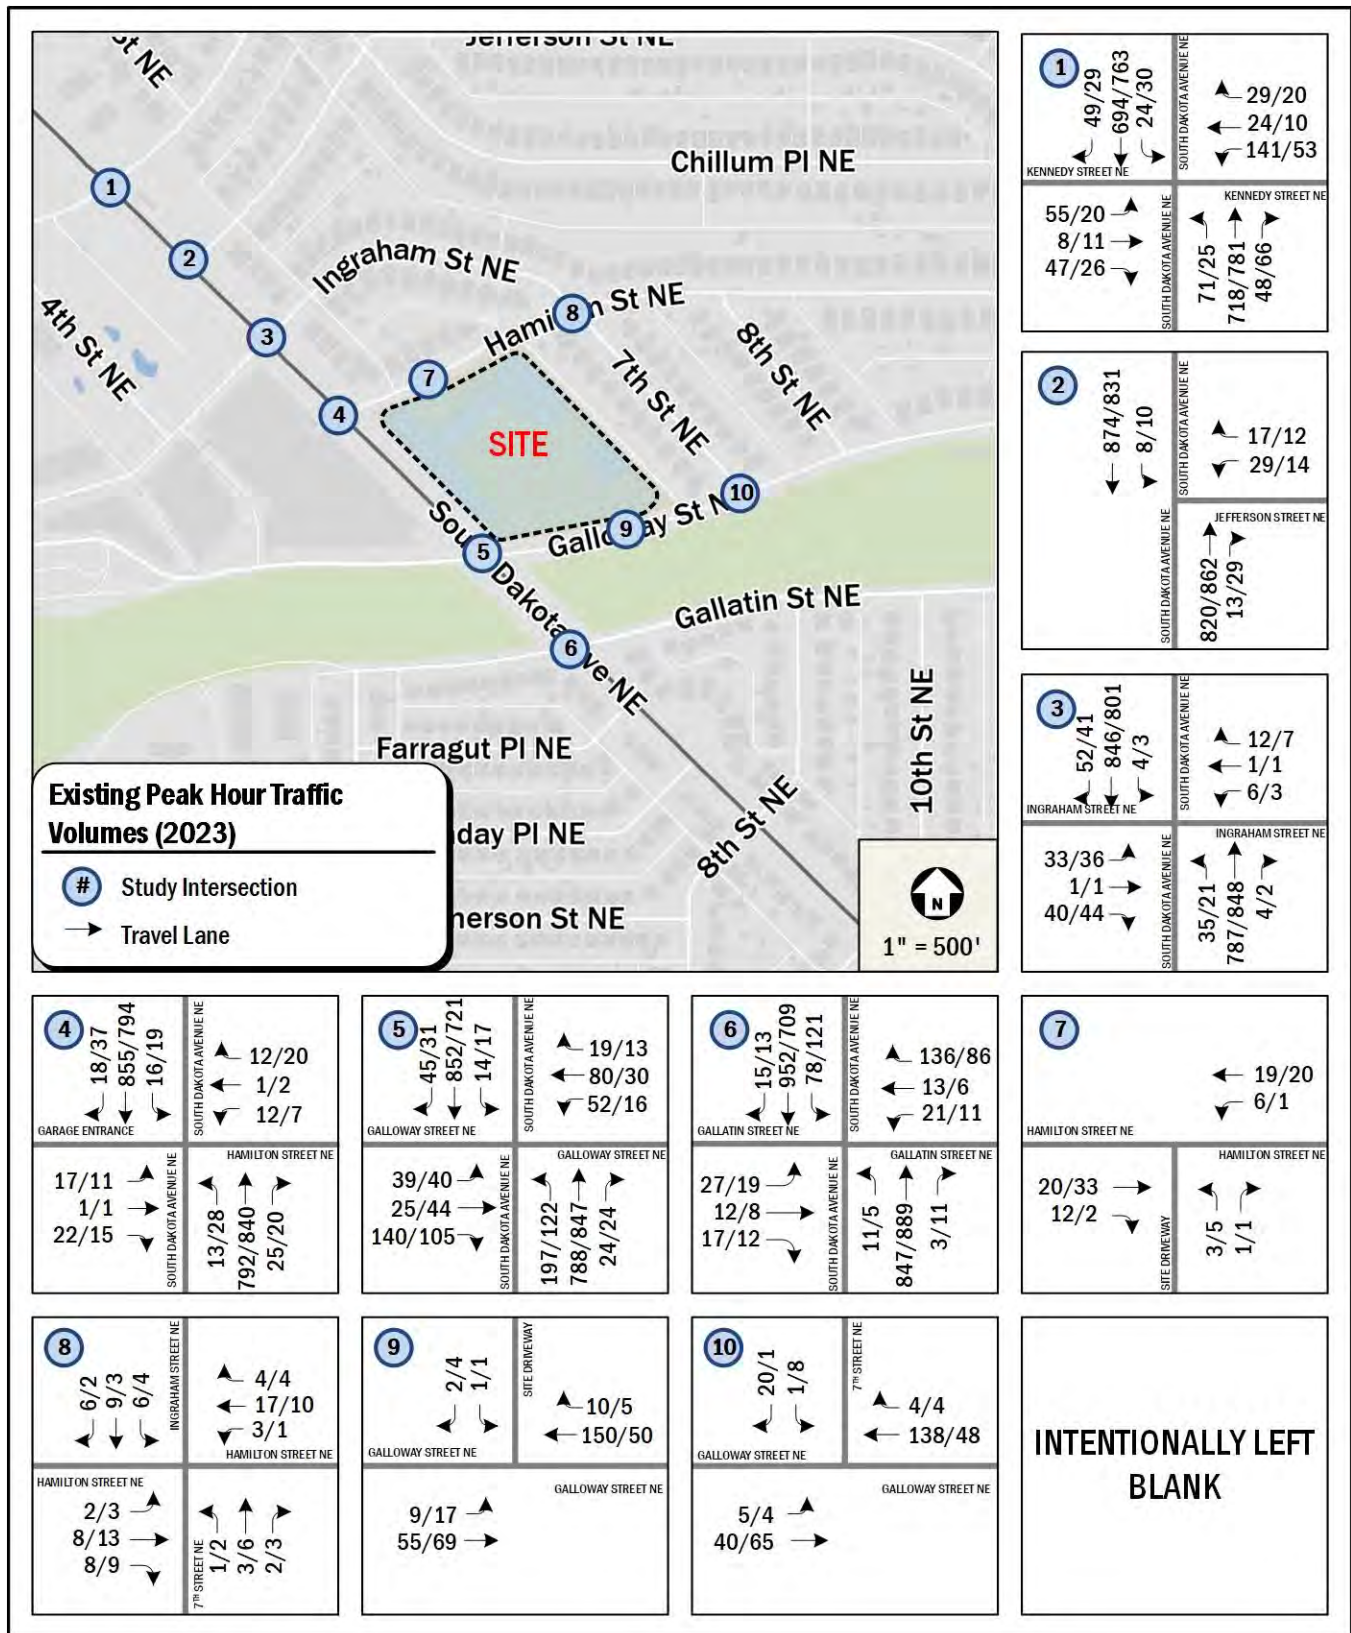 St NE
Jefferson St NE
Chillum Pl NE
Ingraham St NE
4th St NE
Hamilton St NE
8th St NE
7th St NE
SITE
Galloway St NE
South Dakota Ave NE
Gallatin St NE
10th St NE
Farragut Pl NE
day Pl NE
8th St NE
herson St NE
1
2
3
4
5
6
7
8
9
10
Existing Peak Hour Traffic
Volumes (2023)
# Study Intersection
Travel Lane
N
1" = 500'
1
49/29
694/763
24/30
SOUTH DAKOTA AVENUE NE
29/20
24/10
141/53
KENNEDY STREET NE
KENNEDY STREET NE
55/20
8/11
47/26
SOUTH DAKOTA AVENUE NE
71/25
718/781
48/66
2
874/831
8/10
SOUTH DAKOTA AVENUE NE
17/12
29/14
JEFFERSON STREET NE
SOUTH DAKOTA AVENUE NE
820/862
13/29
3
52/41
846/801
4/3
SOUTH DAKOTA AVENUE NE
12/7
1/1
6/3
INGRAHAM STREET NE
INGRAHAM STREET NE
33/36
1/1
40/44
SOUTH DAKOTA AVENUE NE
35/21
787/848
4/2
4
18/37
855/794
16/19
SOUTH DAKOTA AVENUE NE
12/20
1/2
12/7
GARAGE ENTRANCE
HAMILTON STREET NE
17/11
1/1
22/15
SOUTH DAKOTA AVENUE NE
13/28
792/840
25/20
5
45/31
852/721
14/17
SOUTH DAKOTA AVENUE NE
19/13
80/30
52/16
GALLOWAY STREET NE
GALLOWAY STREET NE
39/40
25/44
140/105
SOUTH DAKOTA AVENUE NE
197/122
788/847
24/24
6
15/13
952/709
78/121
SOUTH DAKOTA AVENUE NE
136/86
13/6
21/11
GALLATIN STREET NE
GALLATIN STREET NE
27/19
12/8
17/12
SOUTH DAKOTA AVENUE NE
11/5
847/889
3/11
7
19/20
6/1
HAMILTON STREET NE
HAMILTON STREET NE
20/33
12/2
SITE DRIVEWAY
3/5
1/1
8
6/2
9/3
6/4
INGRAHAM STREET NE
4/4
17/10
3/1
HAMILTON STREET NE
HAMILTON STREET NE
2/3
8/13
8/9
7TH STREET NE
1/2
3/6
2/3
9
2/4
1/1
SITE DRIVEWAY
10/5
150/50
GALLOWAY STREET NE
GALLOWAY STREET NE
9/17
55/69
10
20/1
1/8
7TH STREET NE
4/4
138/48
GALLOWAY STREET NE
GALLOWAY STREET NE
5/4
40/65
INTENTIONALLY LEFT
BLANK